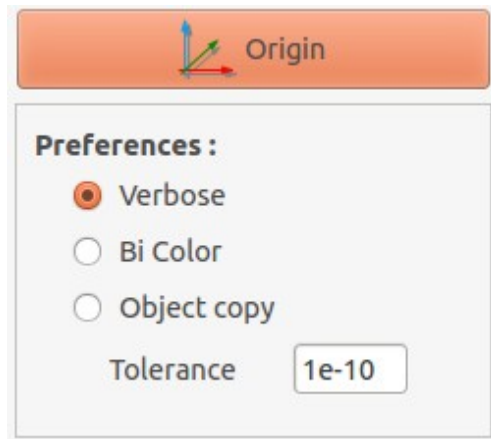 Origin
Preferences :
Verbose
Bi Color
Object copy
Tolerance 1e-10